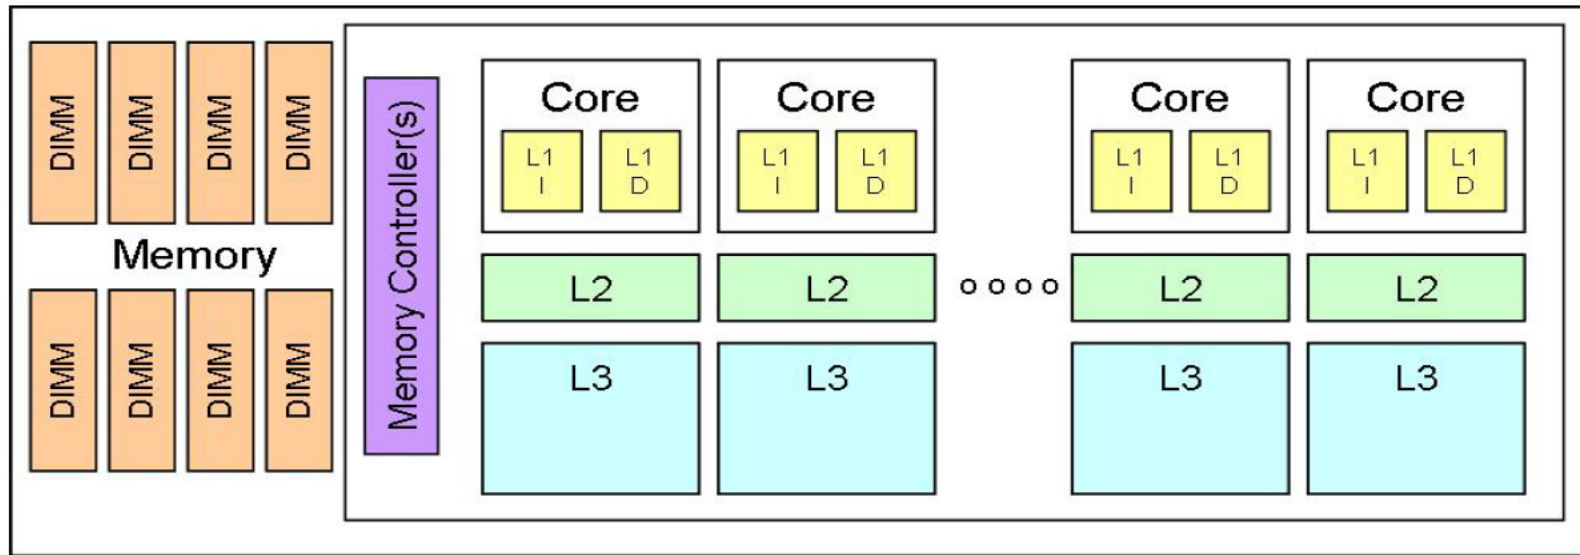 DIMM DIMM DIMM DIMM
Memory
DIMM DIMM DIMM DIMM
Memory Controller(s)
Core Core Core Core
L1 L1 L1 L1 L1 L1 L1 L1
I D I D I D I D
L2 L2 L2 L2
L3 L3 L3 L3